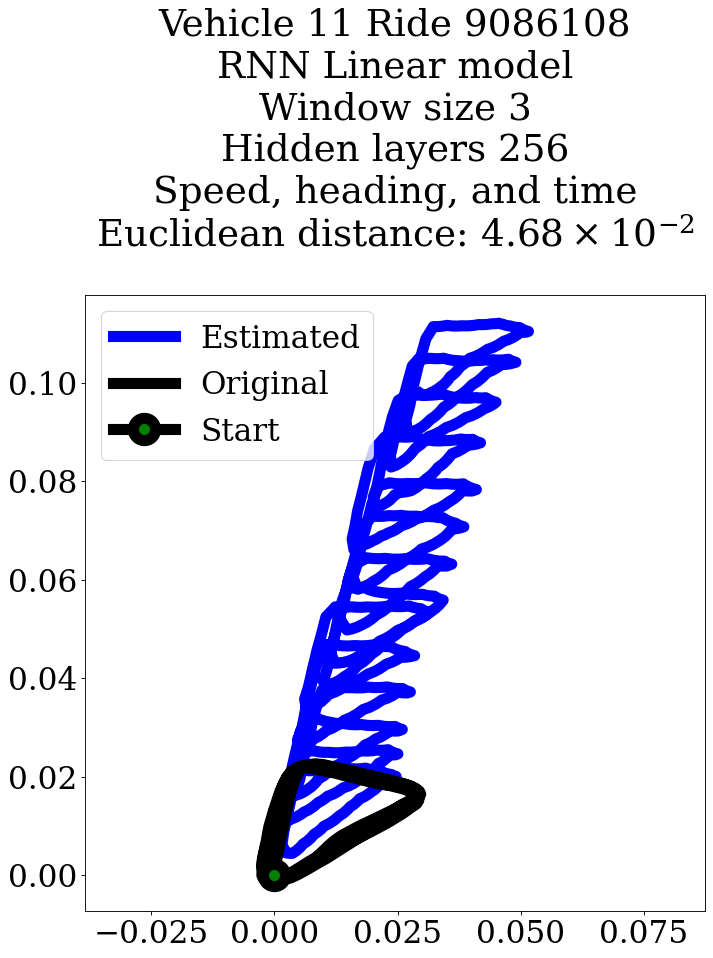 Vehicle 11 Ride 9086108
RNN Linear model
Window size 3
Hidden layers 256
Speed, heading, and time
Euclidean distance: 4.68 × 10⁻²
Estimated
Original
Start
0.10
0.08
0.06
0.04
0.02
0.00
−0.025 0.000 0.025 0.050 0.075